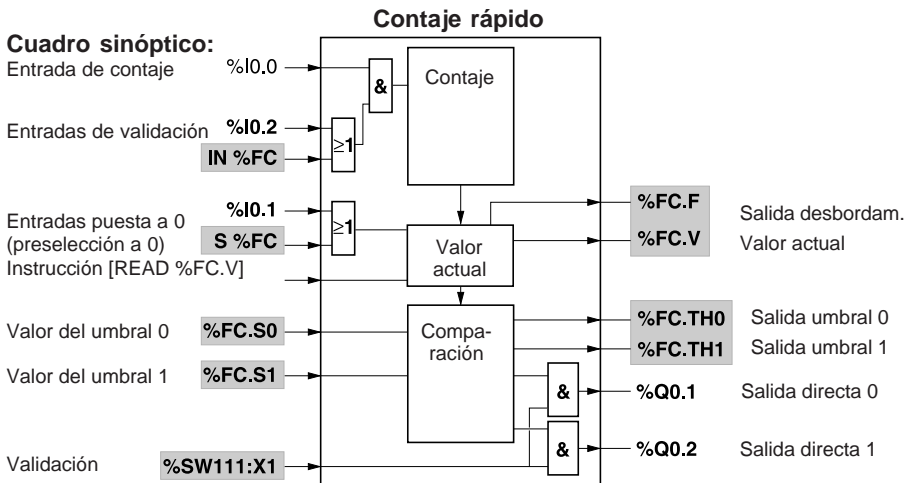 Contaje rápido
Cuadro sinóptico:
Entrada de contaje %I0.0
&
Contaje
Entradas de validación %I0.2
≥1
IN %FC
Entradas puesta a 0 %I0.1
(preselección a 0) S %FC
≥1
Instrucción [READ %FC.V]
Valor
actual
%FC.F Salida desbordam.
%FC.V Valor actual
Valor del umbral 0 %FC.S0
Valor del umbral 1 %FC.S1
Compa-
ración
%FC.TH0 Salida umbral 0
%FC.TH1 Salida umbral 1
& %Q0.1 Salida directa 0
& %Q0.2 Salida directa 1
Validación %SW111:X1